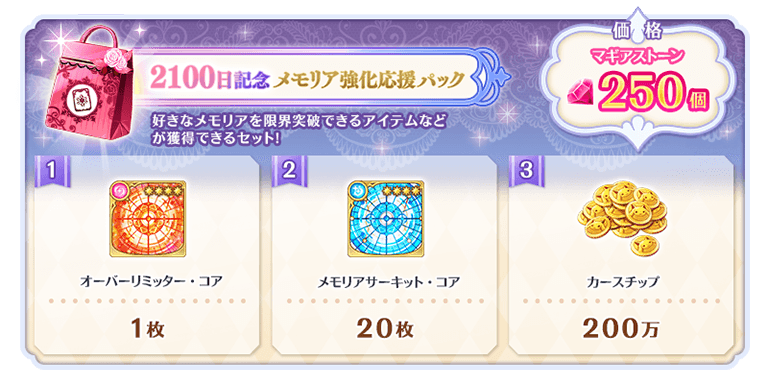 価格
マギアストーン
250個
2100日記念 メモリア強化応援パック
好きなメモリアを限界突破できるアイテムなど
が獲得できるセット!
1
2
3
オーバーリミッター・コア
メモリアサーキット・コア
カースチップ
1枚
20枚
200万